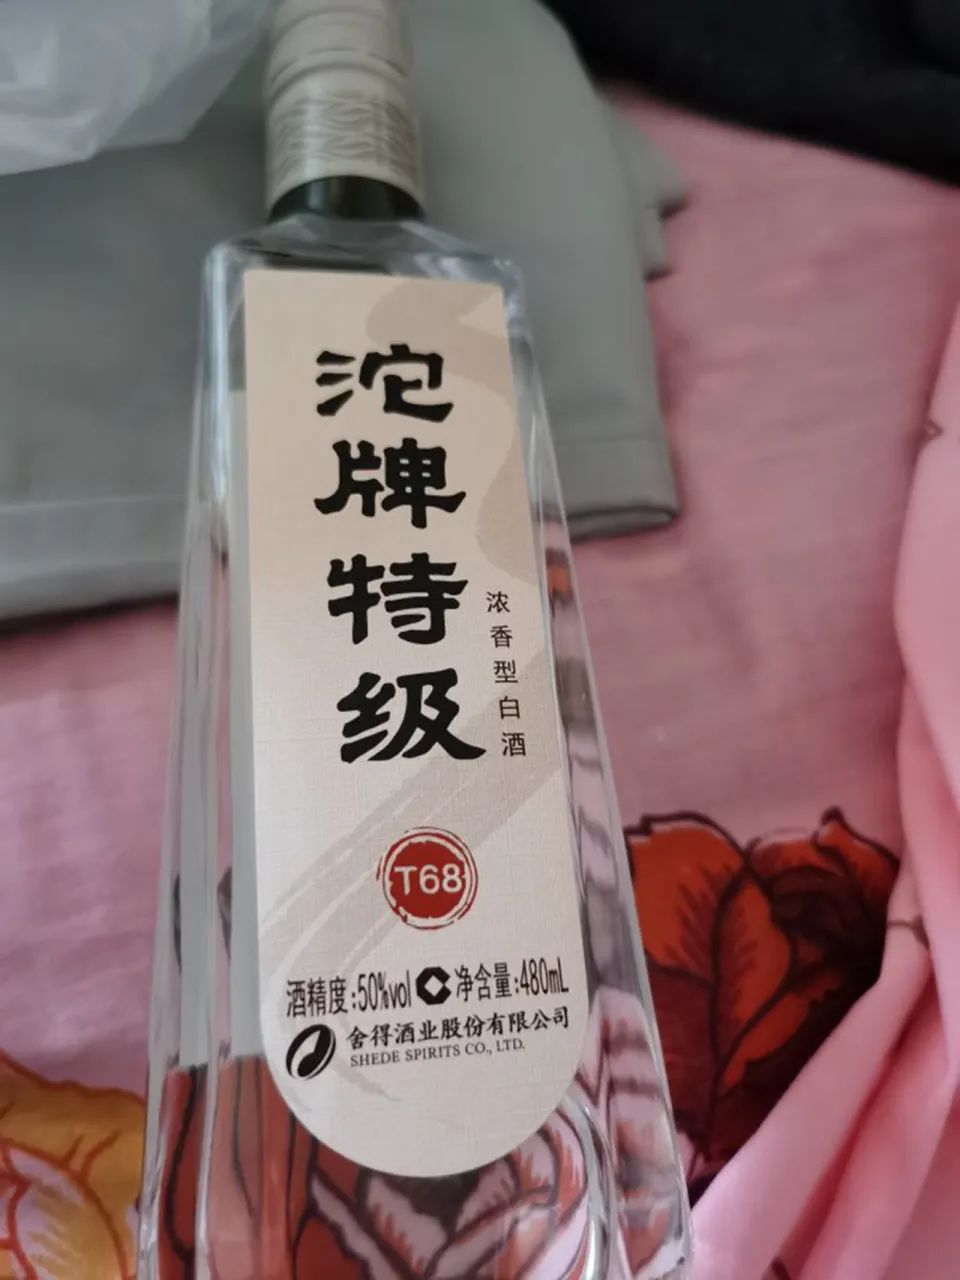 沱牌特级
浓香型白酒
T68
酒精度:50%vol 净含量:480mL
舍得酒业股份有限公司
SHEDE SPIRITS CO., LTD.